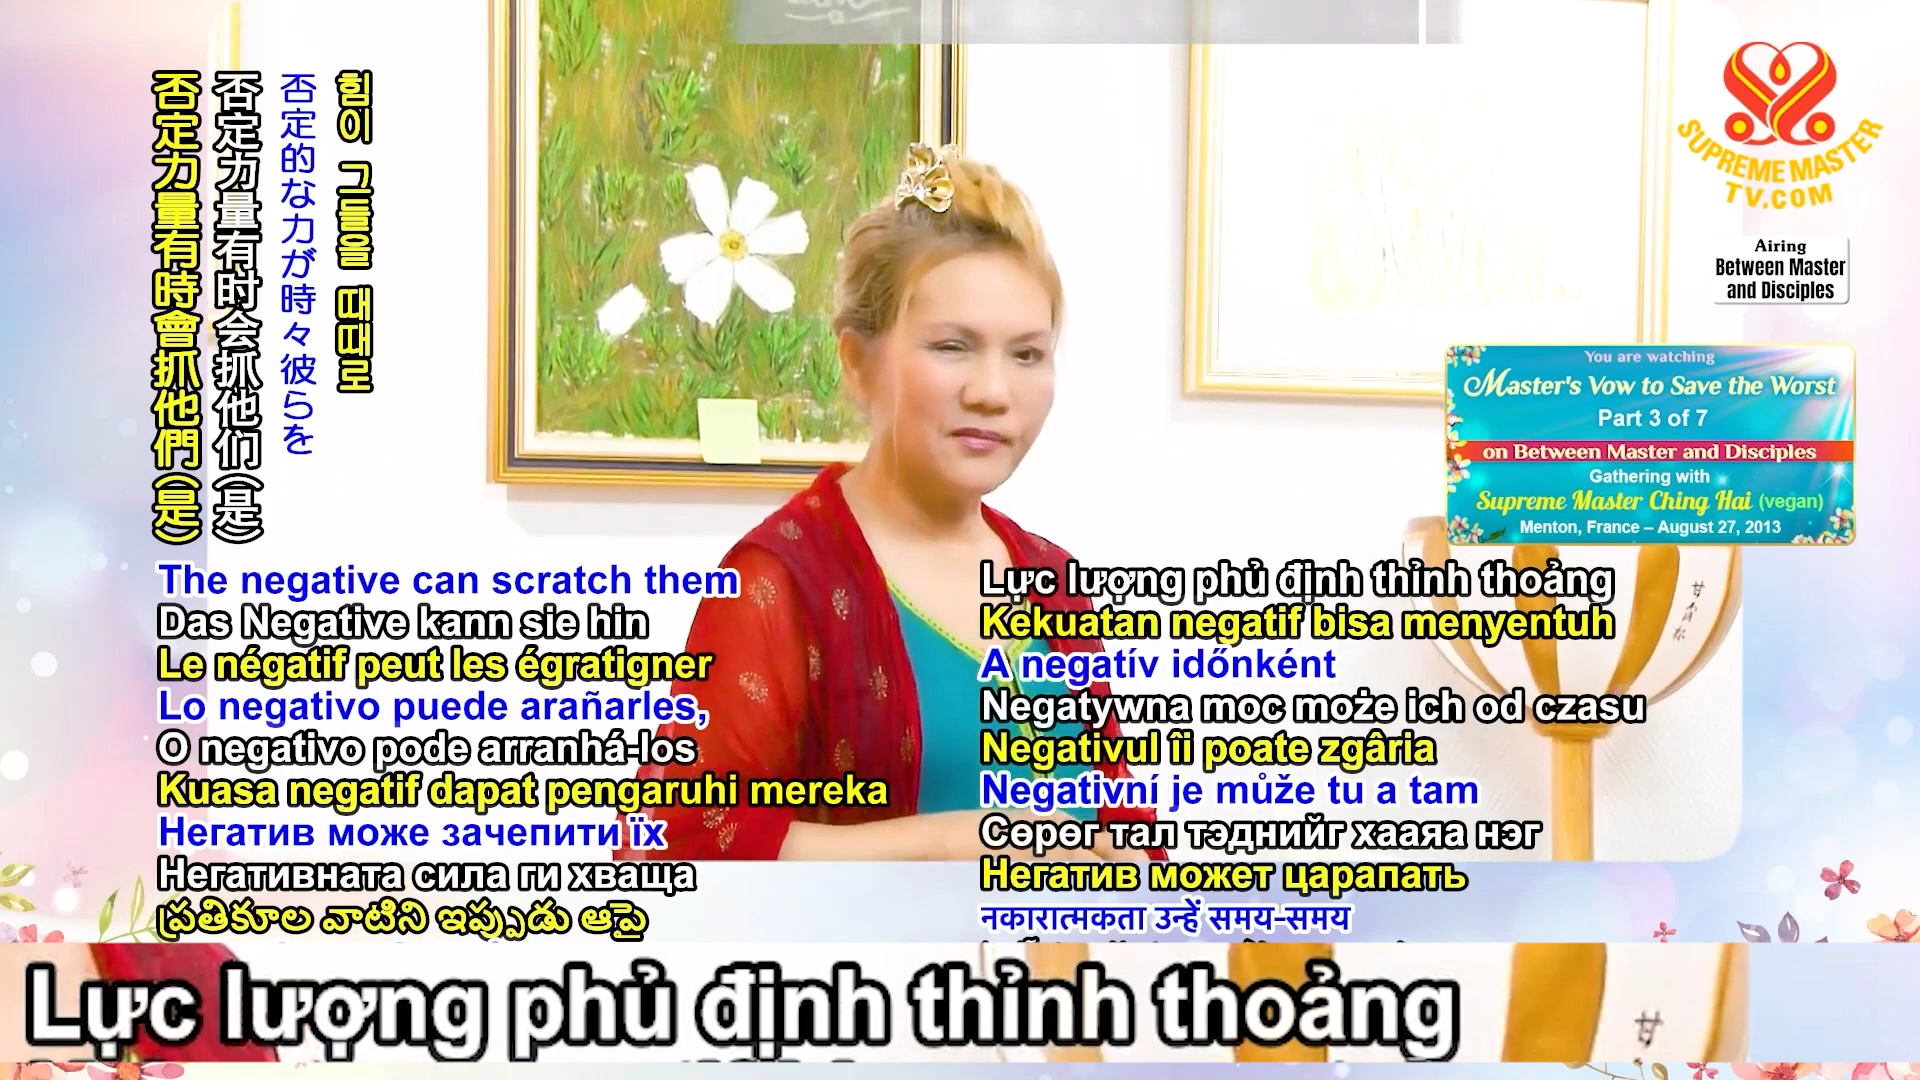 否定力量有時會抓他們(是)
否定力量有时会抓他们(是)
否定的な力が時々彼らを
힘이 그들을 때때로
SUPREME MASTER
TV.COM
Airing
Between Master
and Disciples
You are watching
Master's Vow to Save the Worst
Part 3 of 7
on Between Master and Disciples
Gathering with
Supreme Master Ching Hai (vegan)
Menton, France – August 27, 2013
The negative can scratch them
Das Negative kann sie hin
Le négatif peut les égratigner
Lo negativo puede arañarles,
O negativo pode arranhá-los
Kuasa negatif dapat pengaruhi mereka
Негатив може зачепити їх
Негативната сила ги хваща
ప్రతికూల వాటిని ఇప్పుడు ఆపై
Lực lượng phủ định thỉnh thoảng
Kekuatan negatif bisa menyentuh
A negatív időnként
Negatywna moc może ich od czasu
Negativul îi poate zgâria
Negativní je může tu a tam
Сөрөг тал тэднийг хааяа нэг
Негатив может царапать
नकारात्मकता उन्हें समय-समय
Lực lượng phủ định thỉnh thoảng